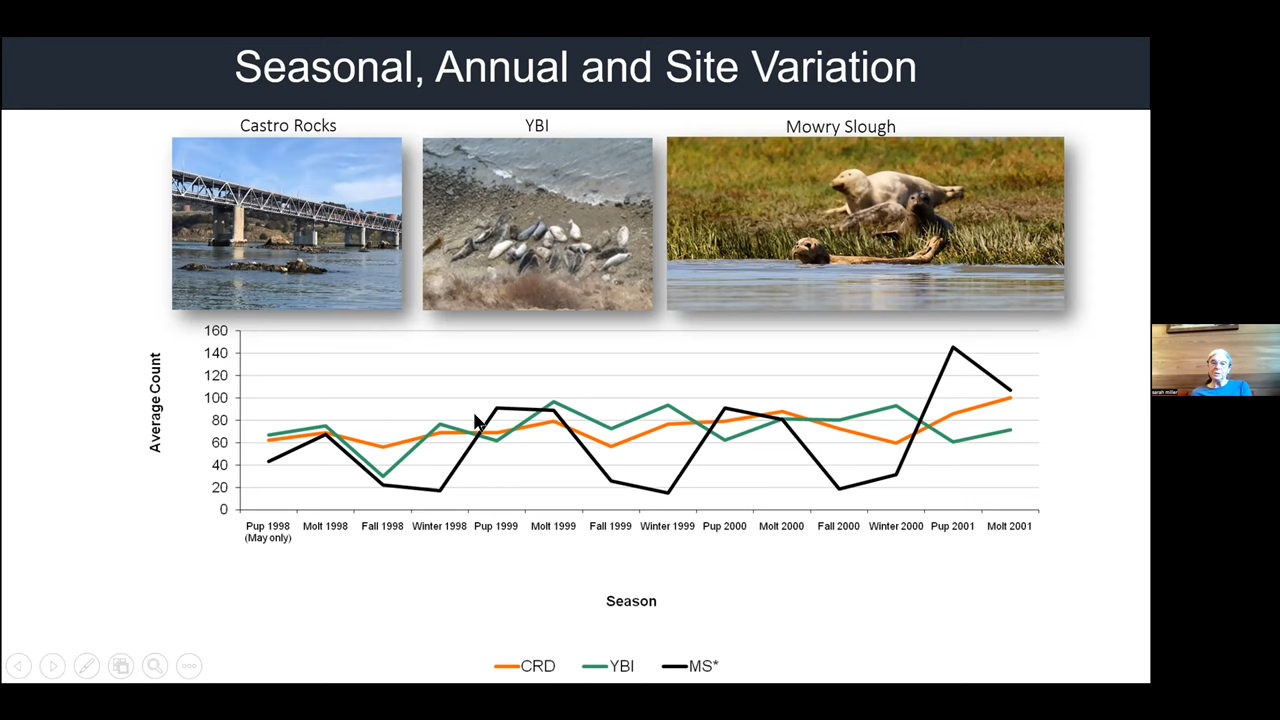 Seasonal, Annual and Site Variation
Castro Rocks
YBI
Mowry Slough
160
140
120
100
80
60
40
20
0
Average Count
Pup 1998
(May only)
Molt 1998
Fall 1998
Winter 1998
Pup 1999
Molt 1999
Fall 1999
Winter 1999
Pup 2000
Molt 2000
Fall 2000
Winter 2000
Pup 2001
Molt 2001
Season
CRD
YBI
MS*
sarah miller